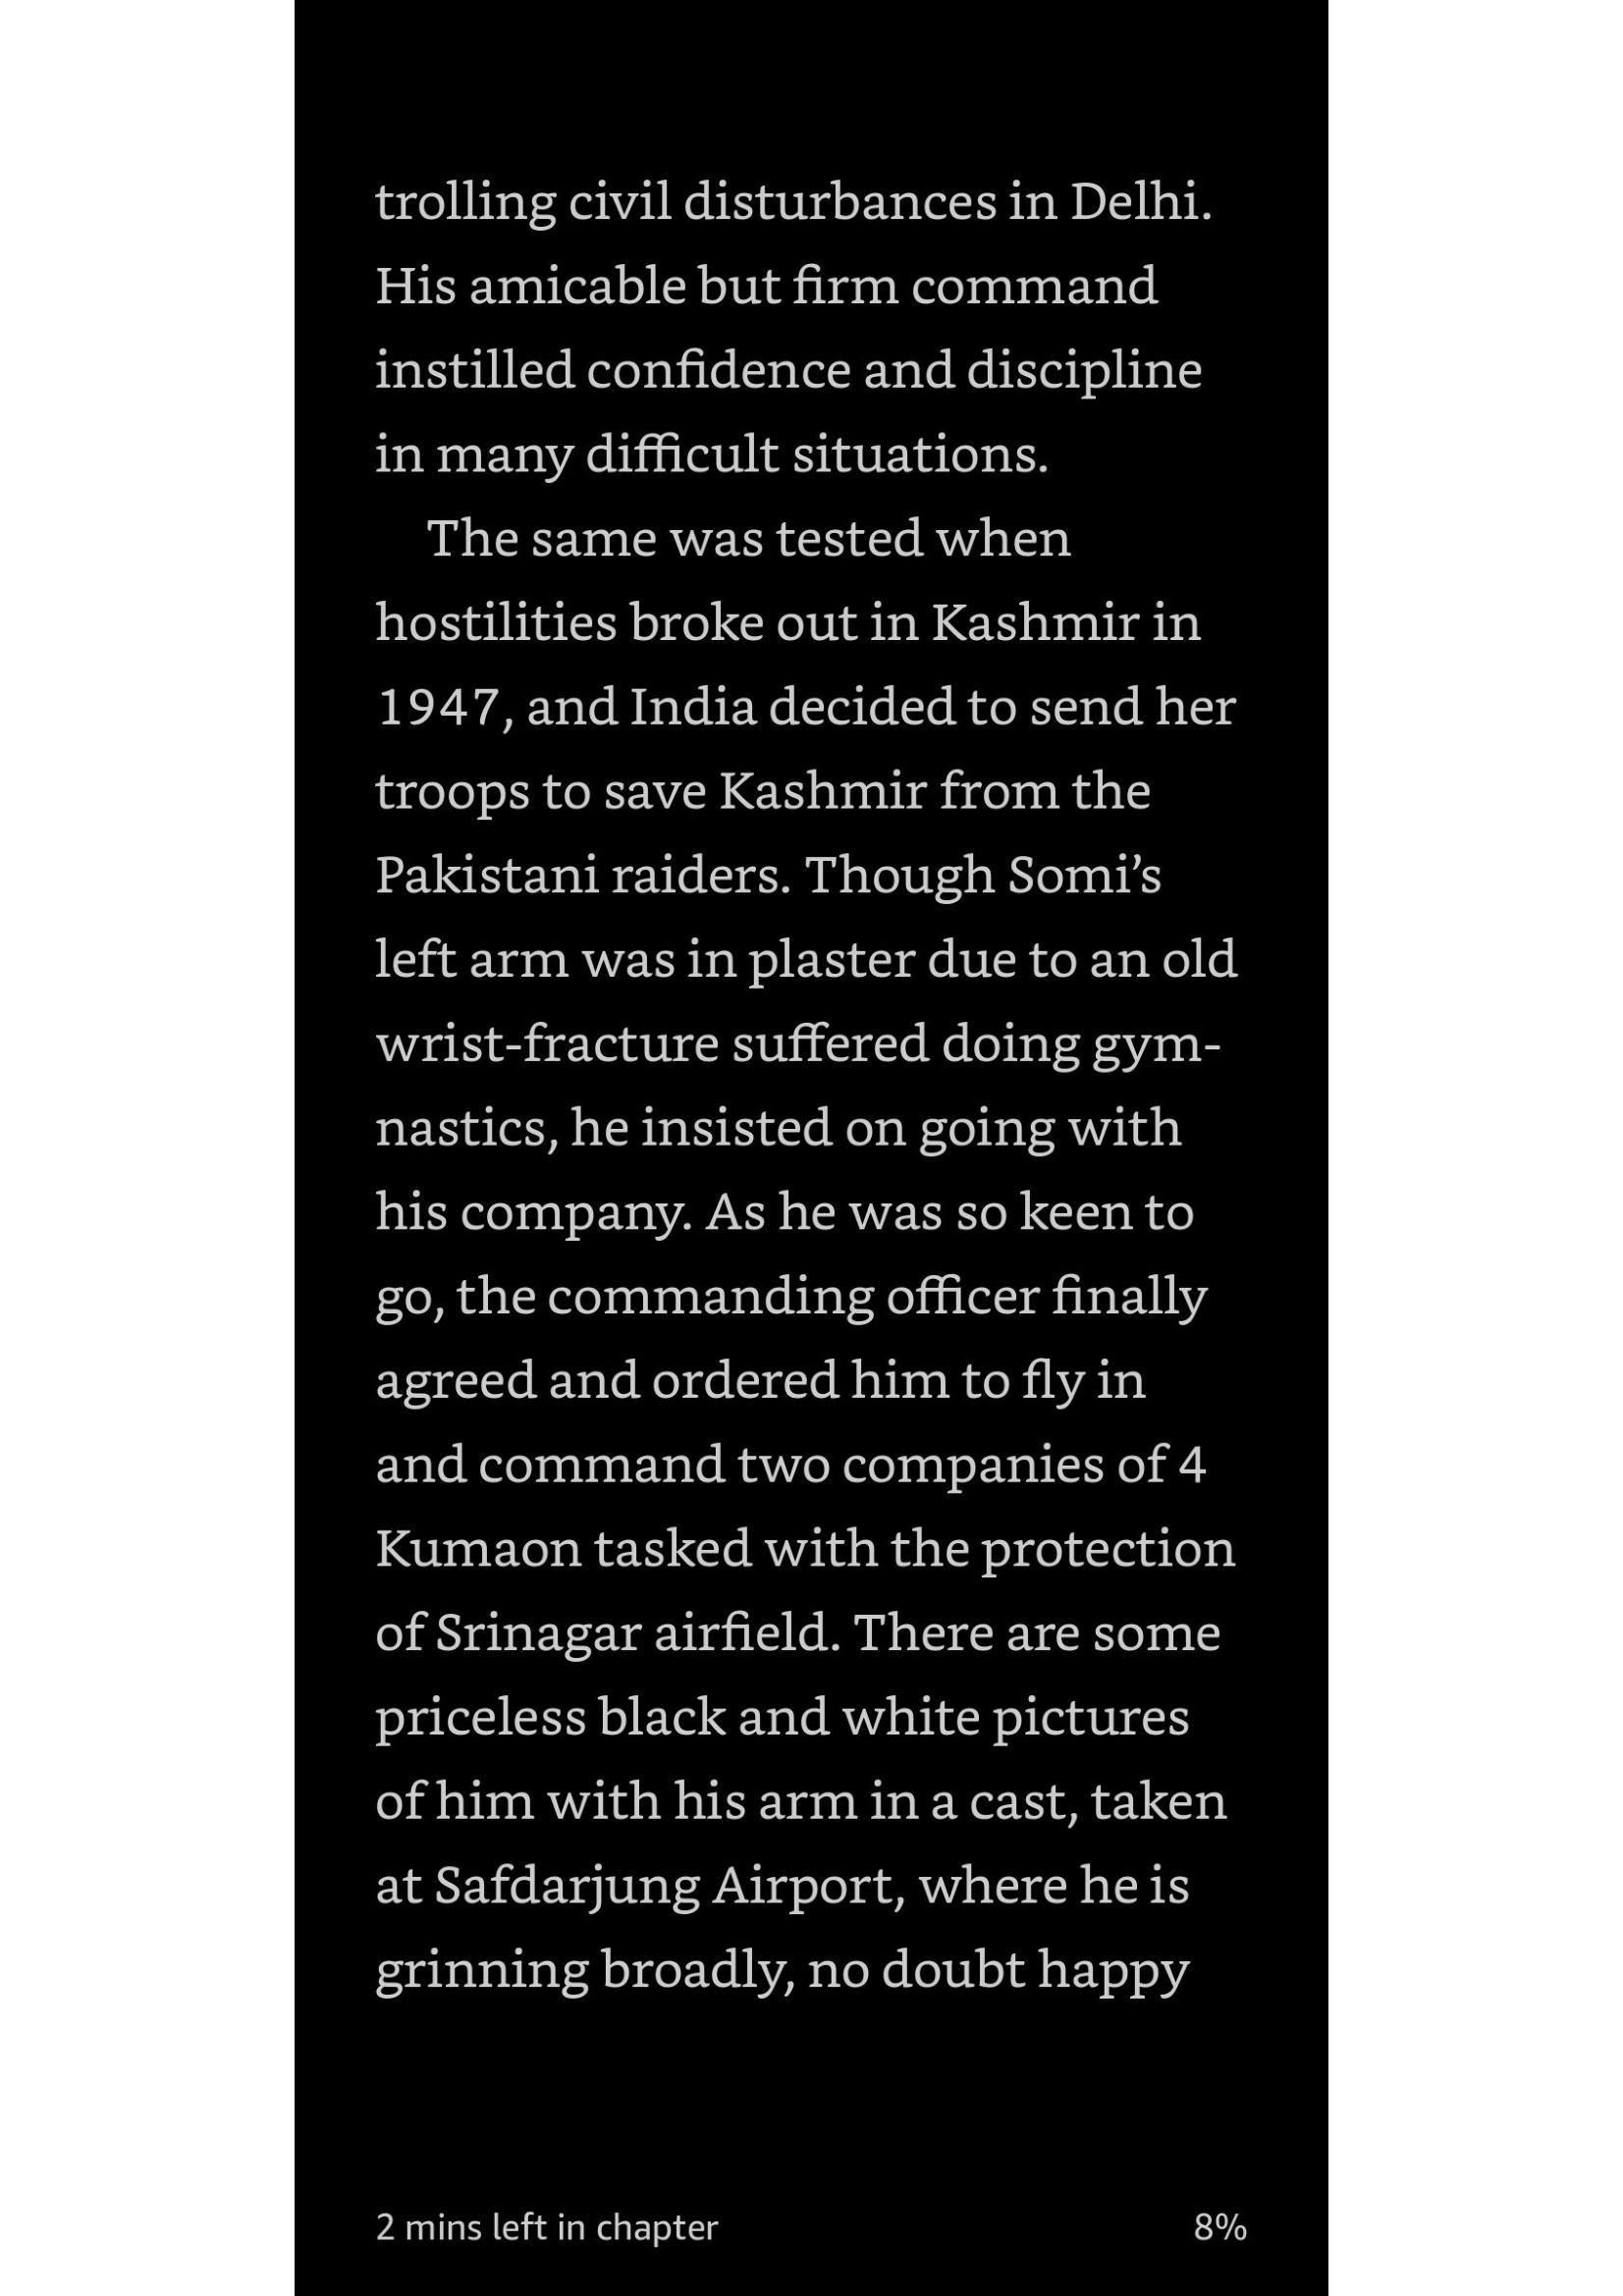 trolling civil disturbances in Delhi.
His amicable but firm command
instilled confidence and discipline
in many difficult situations.
The same was tested when
hostilities broke out in Kashmir in
1947, and India decided to send her
troops to save Kashmir from the
Pakistani raiders. Though Somi’s
left arm was in plaster due to an old
wrist-fracture suffered doing gym-
nastics, he insisted on going with
his company. As he was so keen to
go, the commanding officer finally
agreed and ordered him to fly in
and command two companies of 4
Kumaon tasked with the protection
of Srinagar airfield. There are some
priceless black and white pictures
of him with his arm in a cast, taken
at Safdarjung Airport, where he is
grinning broadly, no doubt happy
2 mins left in chapter 8%